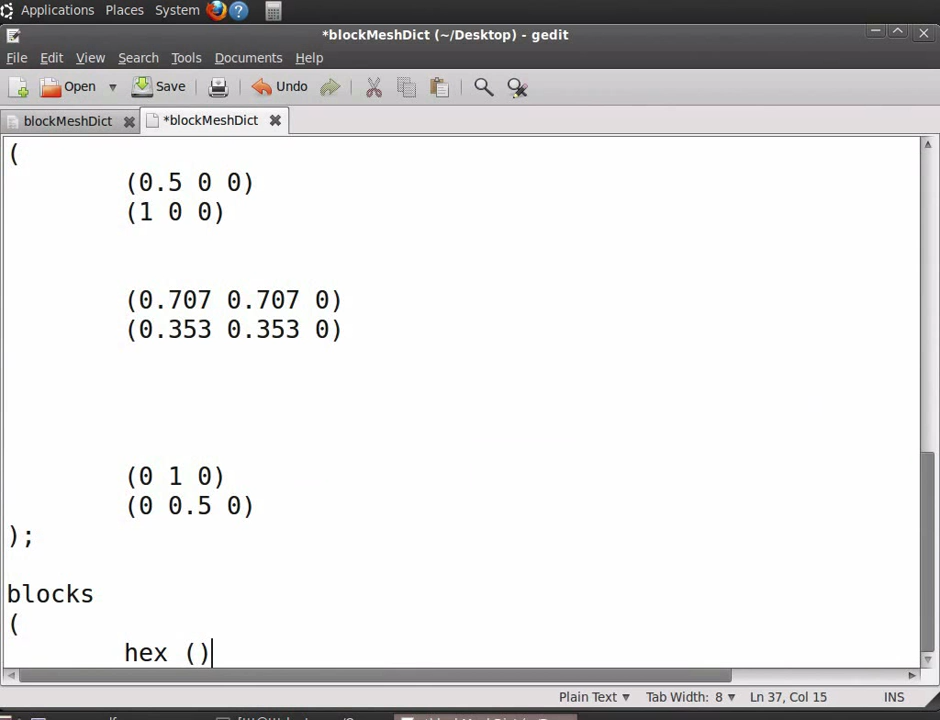 Applications Places System
*blockMeshDict (~/Desktop) - gedit
File Edit View Search Tools Documents Help
Open Save Undo
blockMeshDict *blockMeshDict
(
(0.5 0 0)
(1 0 0)
(0.707 0.707 0)
(0.353 0.353 0)
(0 1 0)
(0 0.5 0)
);
blocks
(
hex ()
Plain Text Tab Width: 8 Ln 37, Col 15 INS